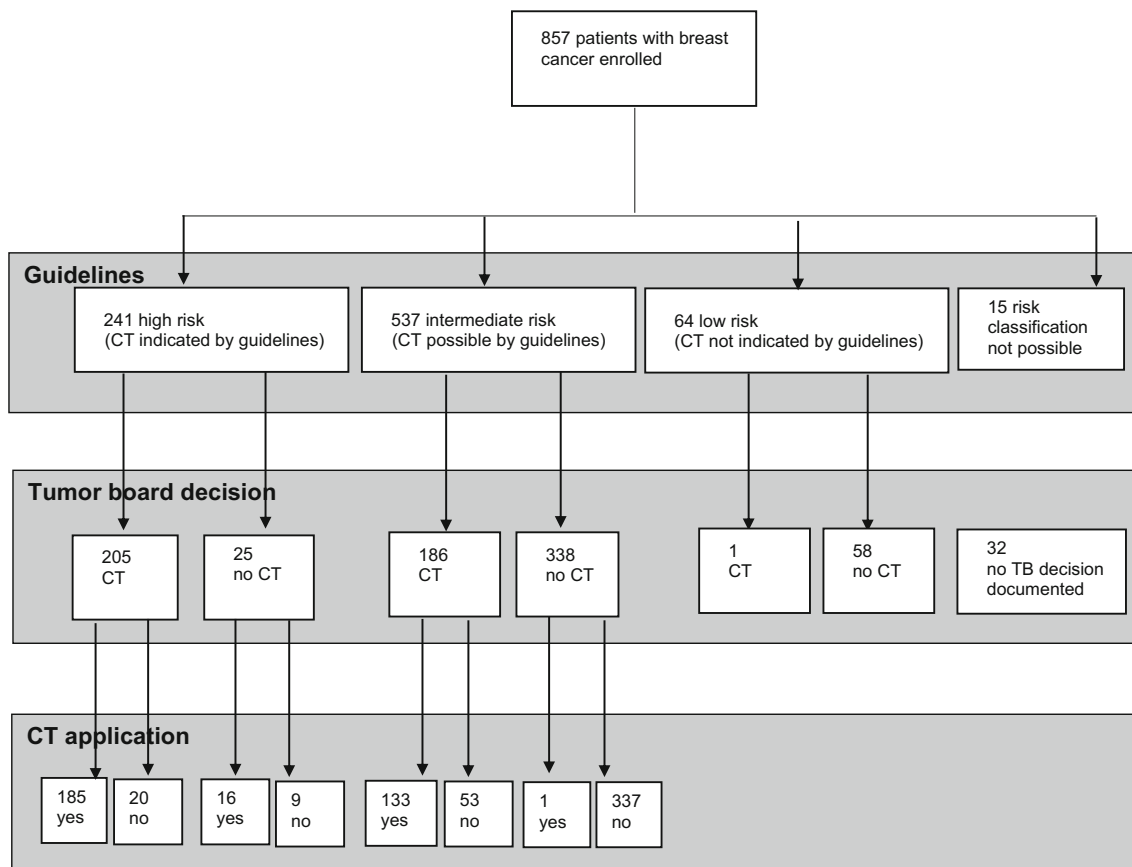 857 patients with breast
cancer enrolled
Guidelines
241 high risk
(CT indicated by guidelines)
537 intermediate risk
(CT possible by guidelines)
64 low risk
(CT not indicated by guidelines)
15 risk
classification
not possible
Tumor board decision
205
CT
25
no CT
186
CT
338
no CT
1
CT
58
no CT
32
no TB decision
documented
CT application
185
yes
20
no
16
yes
9
no
133
yes
53
no
1
yes
337
no